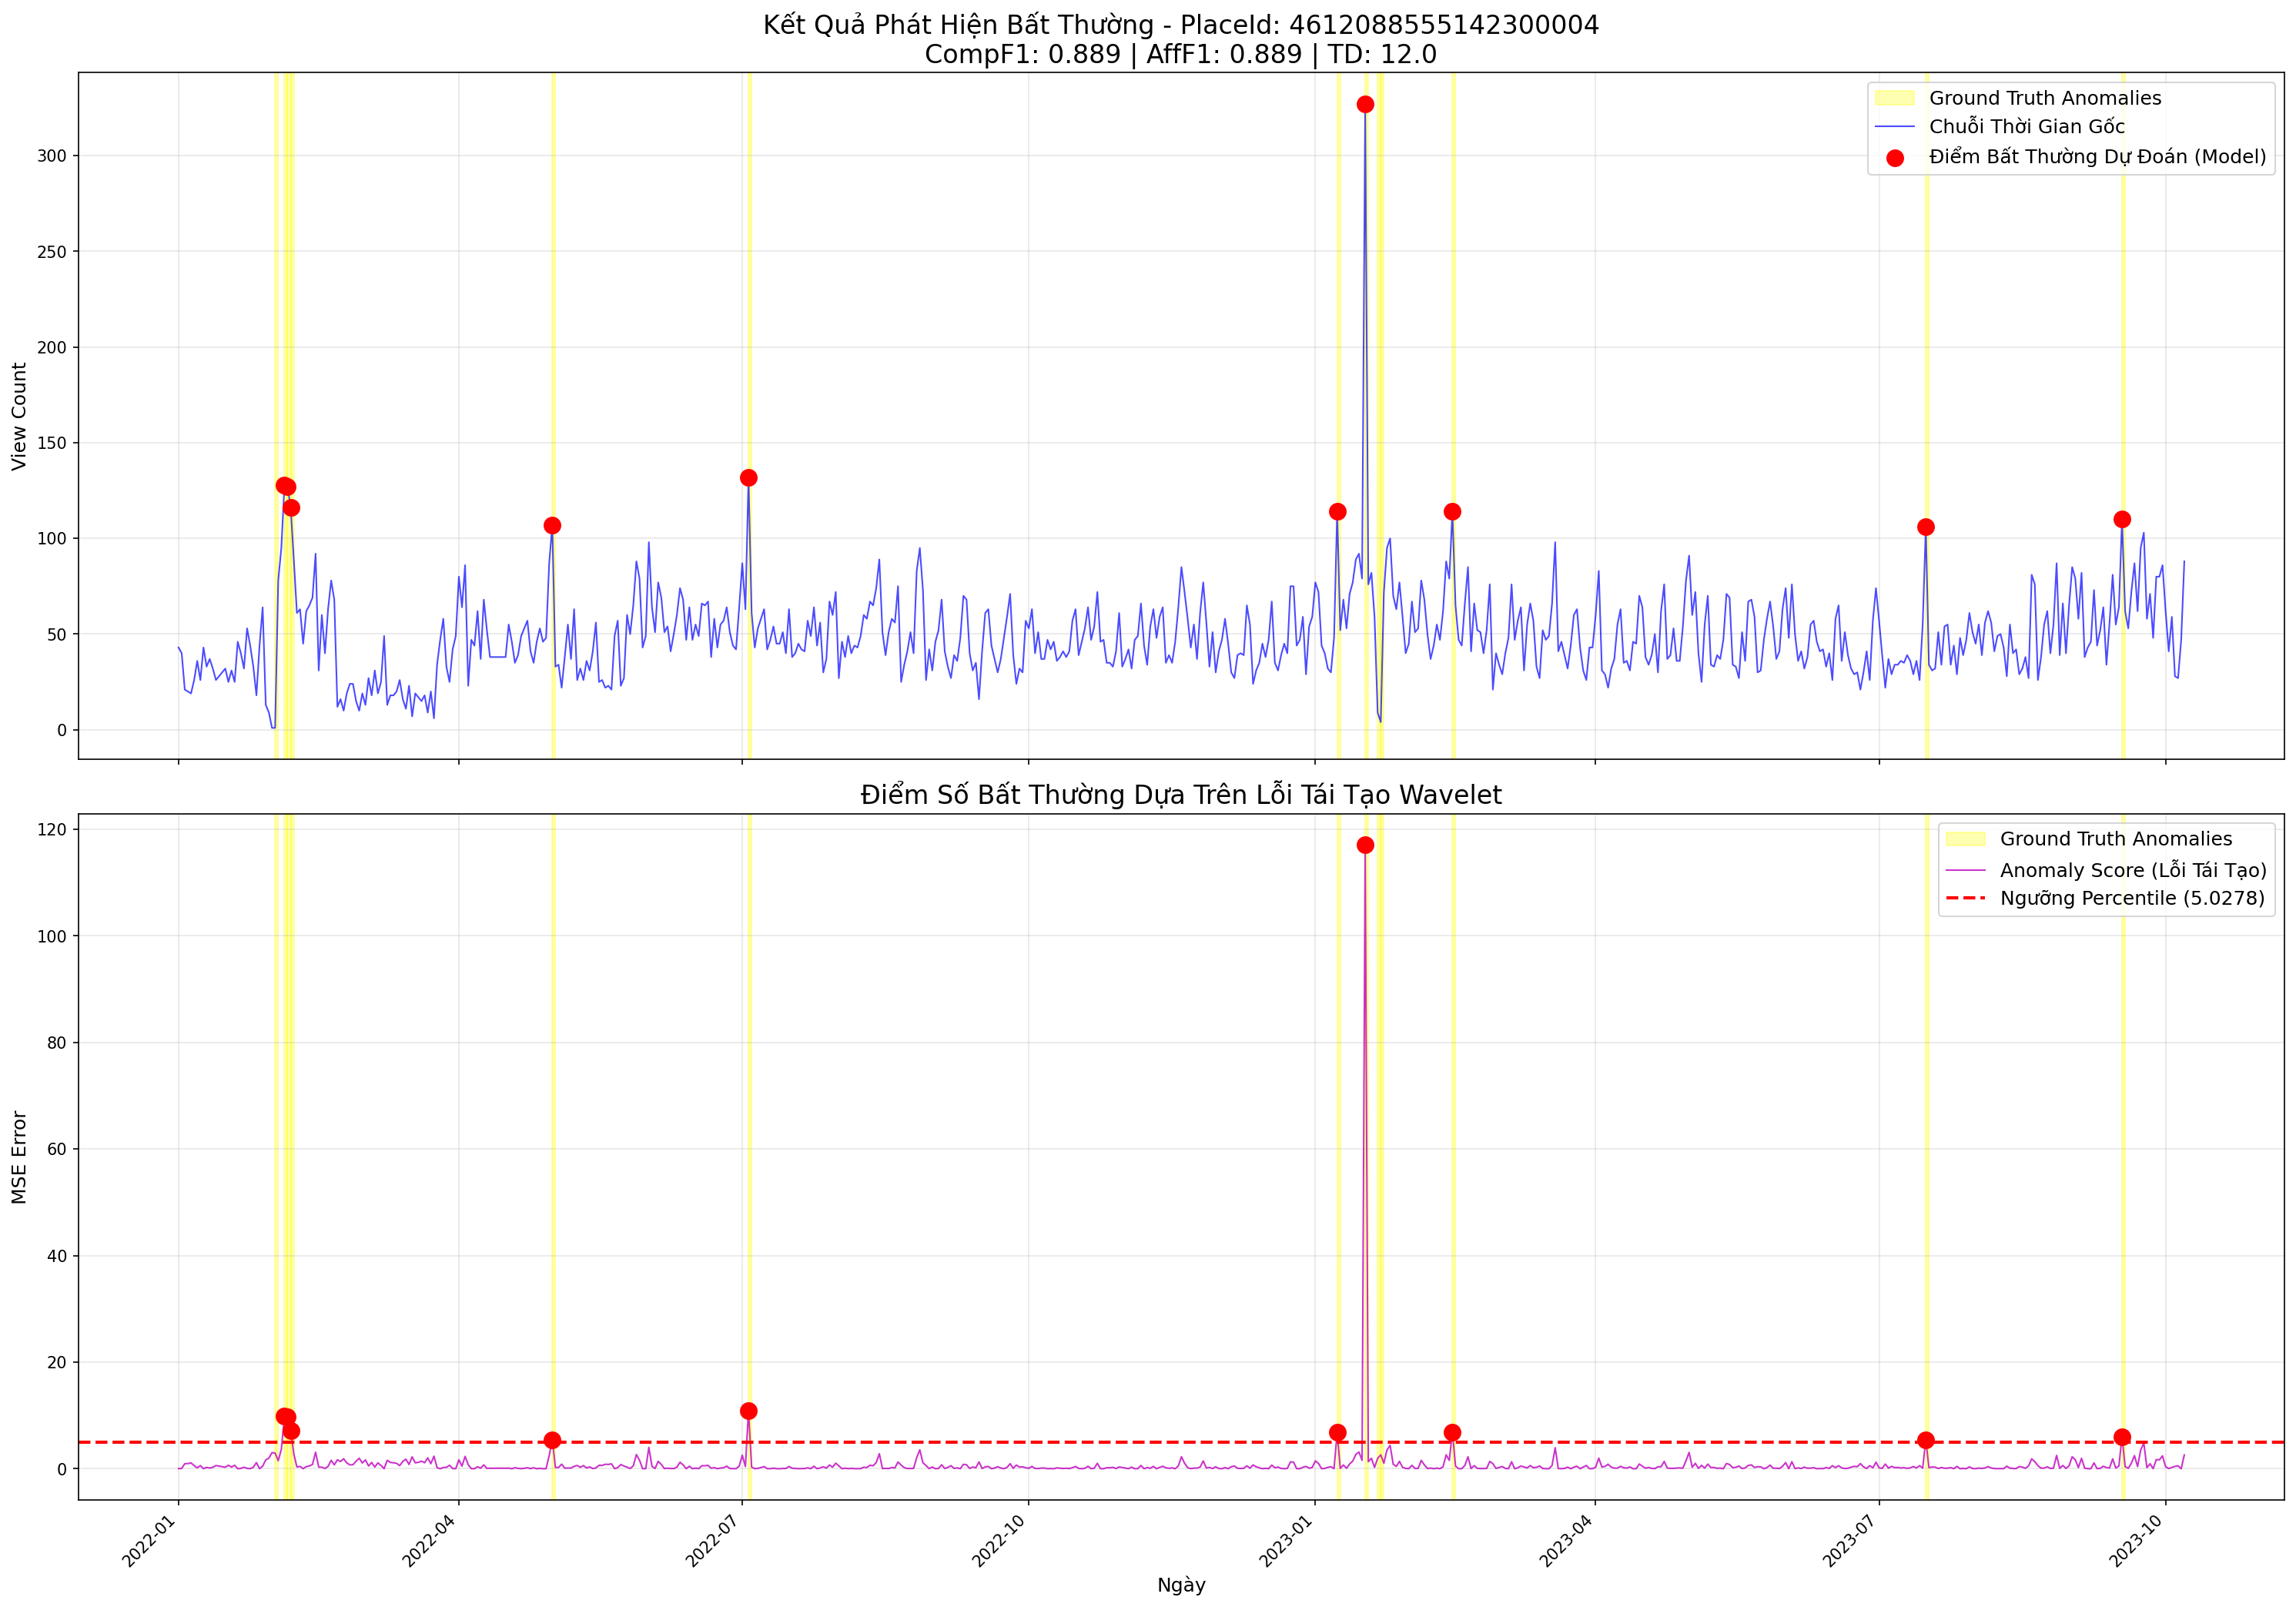 Kết Quả Phát Hiện Bất Thường - PlaceId: 4612088555142300004
CompF1: 0.889 | AffF1: 0.889 | TD: 12.0
Ground Truth Anomalies
Chuỗi Thời Gian Gốc
Điểm Bất Thường Dự Đoán (Model)
View Count
300
250
200
150
100
50
0
Điểm Số Bất Thường Dựa Trên Lỗi Tái Tạo Wavelet
Ground Truth Anomalies
Anomaly Score (Lỗi Tái Tạo)
Ngưỡng Percentile (5.0278)
MSE Error
120
100
80
60
40
20
0
2022-01
2022-04
2022-07
2022-10
2023-01
2023-04
2023-07
2023-10
Ngày